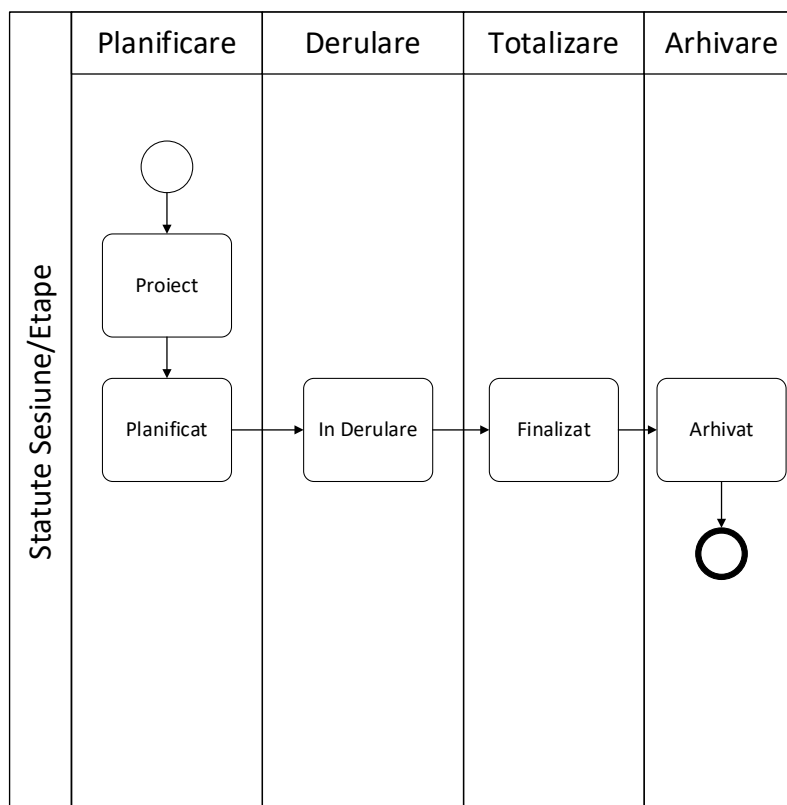 Planificare
Derulare
Totalizare
Arhivare
Statute Sesiune/Etape
Proiect
Planificat
In Derulare
Finalizat
Arhivat